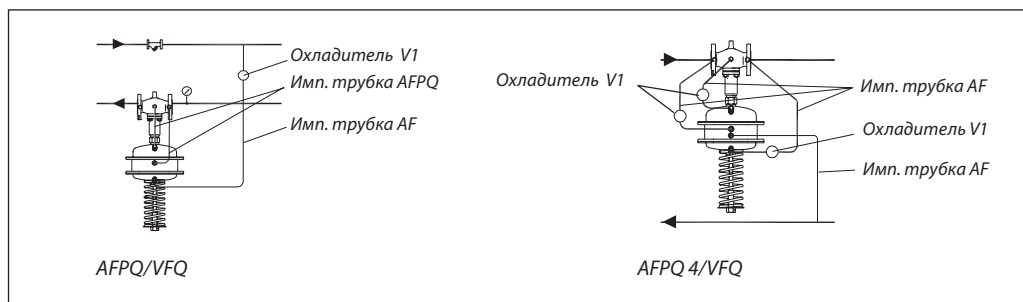 Охладитель V1
Имп. трубка AFPQ
Имп. трубка AF
AFPQ/VFQ
Охладитель V1
Имп. трубка AF
Охладитель V1
Имп. трубка AF
AFPQ 4/VFQ